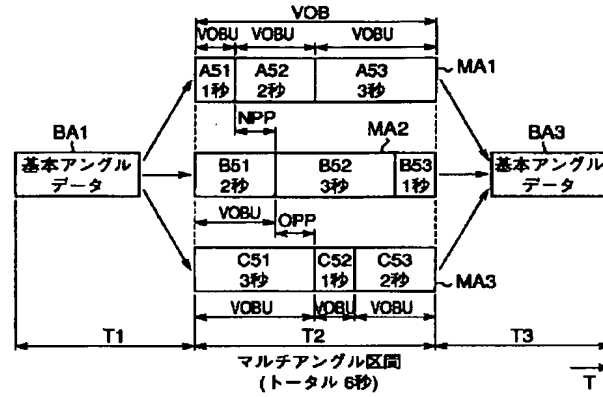 VOB
VOBU VOBU VOBU
A51 A52 A53
1秒 2秒 3秒
MA1
NPP
MA2
BA1
基本アングル
データ
B51 B52 B53
2秒 3秒 1秒
BA3
基本アングル
データ
VOBU
OPP
C51 C52 C53
3秒 1秒 2秒
MA3
VOBU VOBU VOBU
T1 T2 T3
マルチアングル区間
(トータル 6秒)
T